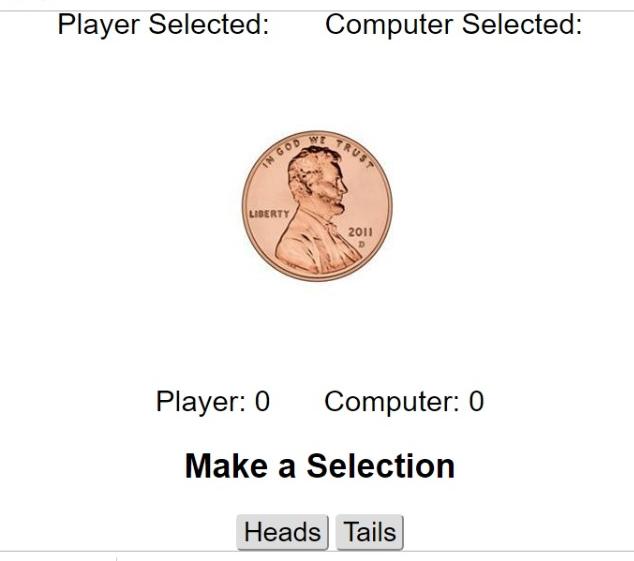 Player Selected: Computer Selected:
IN GOD WE TRUST
LIBERTY
2011
D
Player: 0 Computer: 0
Make a Selection
Heads Tails